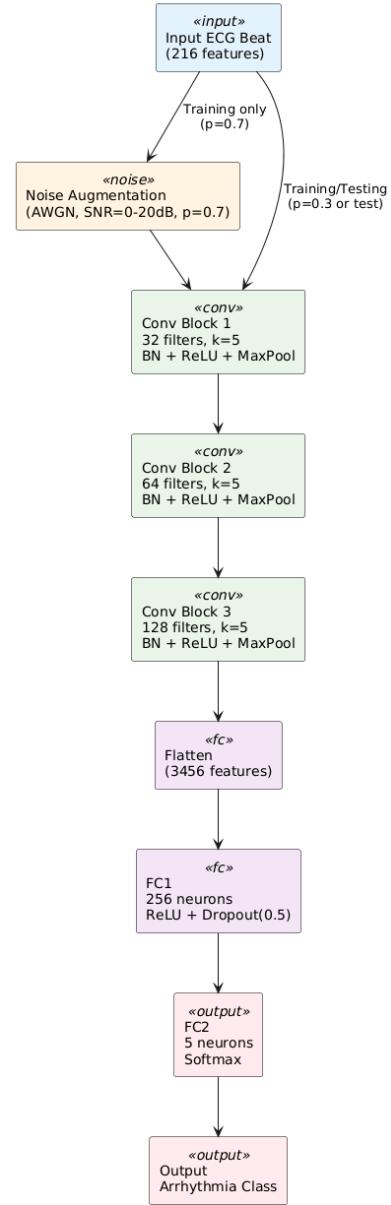 «input»
Input ECG Beat
(216 features)
Training only
(p=0.7)
«noise»
Noise Augmentation
(AWGN, SNR=0-20dB, p=0.7)
Training/Testing
(p=0.3 or test)
«conv»
Conv Block 1
32 filters, k=5
BN + ReLU + MaxPool
«conv»
Conv Block 2
64 filters, k=5
BN + ReLU + MaxPool
«conv»
Conv Block 3
128 filters, k=5
BN + ReLU + MaxPool
«fc»
Flatten
(3456 features)
«fc»
FC1
256 neurons
ReLU + Dropout(0.5)
«output»
FC2
5 neurons
Softmax
«output»
Output
Arrhythmia Class